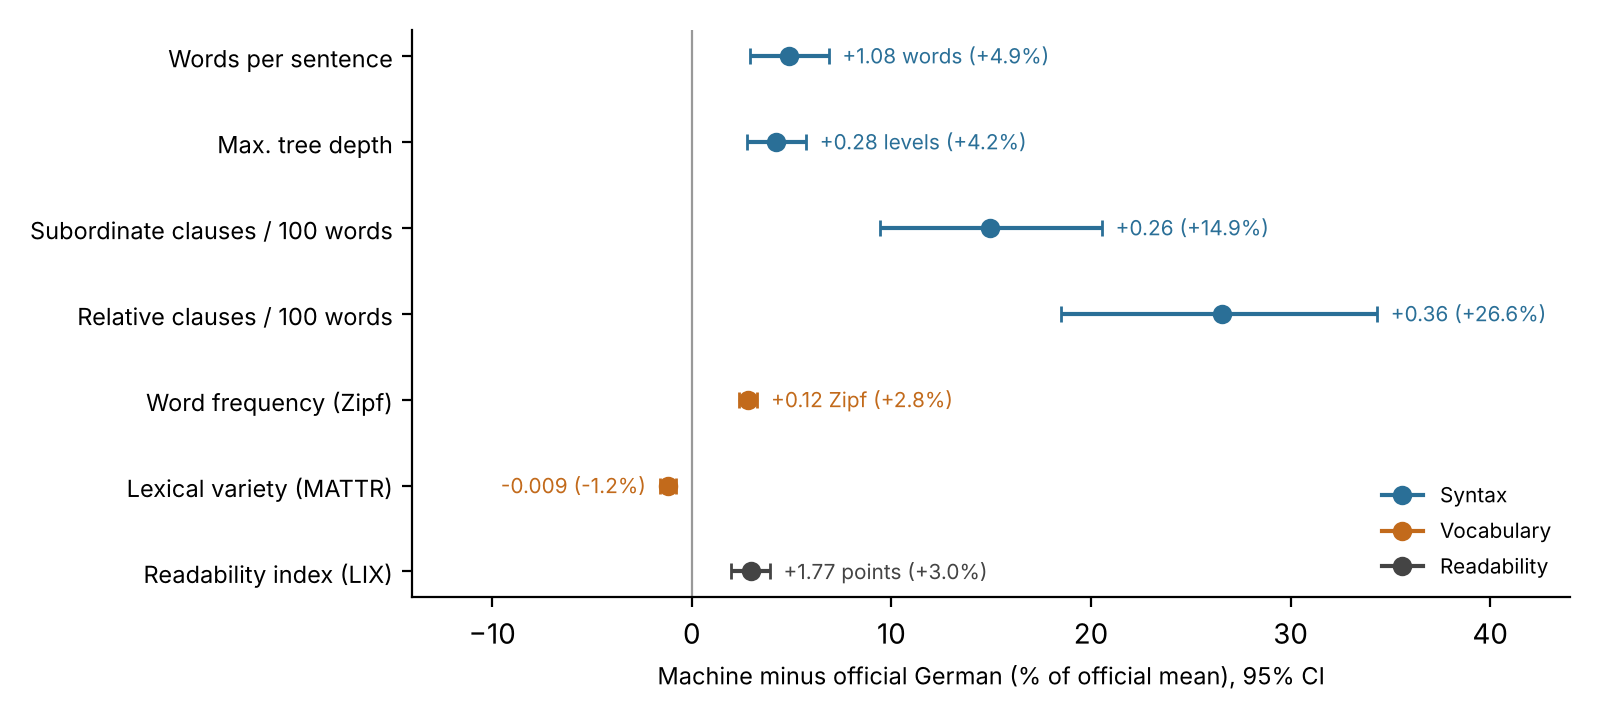 Words per sentence
+1.08 words (+4.9%)
Max. tree depth
+0.28 levels (+4.2%)
Subordinate clauses / 100 words
+0.26 (+14.9%)
Relative clauses / 100 words
+0.36 (+26.6%)
Word frequency (Zipf)
+0.12 Zipf (+2.8%)
Lexical variety (MATTR)
-0.009 (-1.2%)
Readability index (LIX)
+1.77 points (+3.0%)
Syntax
Vocabulary
Readability
−10 0 10 20 30 40
Machine minus official German (% of official mean), 95% CI